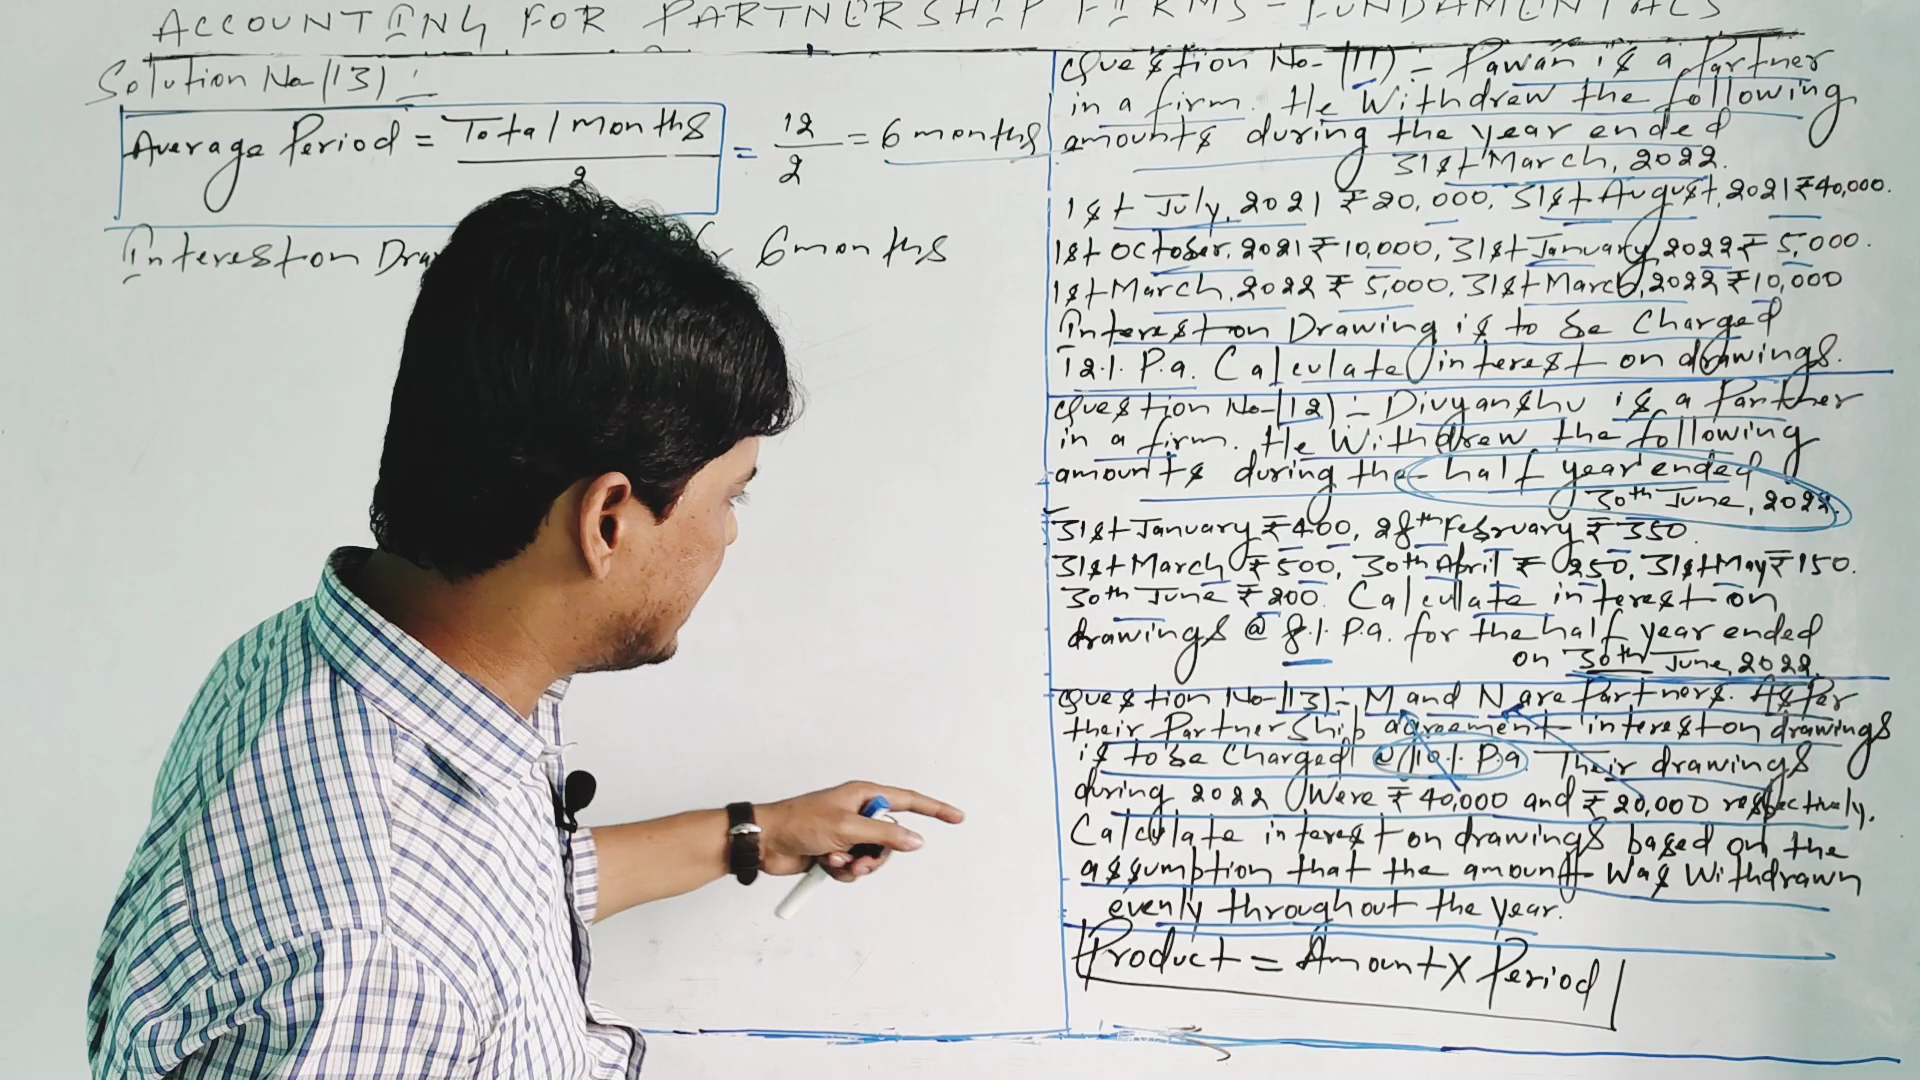 ACCOUNTING FOR PARTNERSHIP FIRMS - FUNDAMENTALS
Solution No (13) :-
Average Period = Total months / 2 = 12 / 2 = 6 months
Interest on 6 months
Question No- (11) :- Pawan is a Partner
in a firm. He Withdrew the following
amounts during the year ended
31st March, 2022.
1st July, 2021 ₹20,000, 31st August, 2021 ₹40,000.
1st October, 2021 ₹10,000, 31st January, 2022 ₹ 5,000.
1st March, 2022 ₹ 5,000, 31st March, 2022 ₹10,000
Interest on Drawing is to be Charged
12% P.a. Calculate interest on drawings.
Question No-(12) :- Divyanshu is a Partner
in a firm. He Withdrew the following
amounts during the half year ended
30th June, 2022.
31st January ₹400, 28th February ₹ 350.
31st March ₹500, 30th April ₹ 250, 31st May ₹150.
30th June ₹200. Calculate interest on
drawings @ 8% P.a. for the half year ended
on 30th June, 2022.
Question No-(13):- M and N are Partners. As Per
their Partnership agreement interest on drawings
is to be Charged @ 10% P.a. Their drawings
during 2022 Were ₹40,000 and ₹20,000 respectively.
Calculate interest on drawings based on the
assumption that the amount Was Withdrawn
evenly throughout the year.
Product = Amount X Period